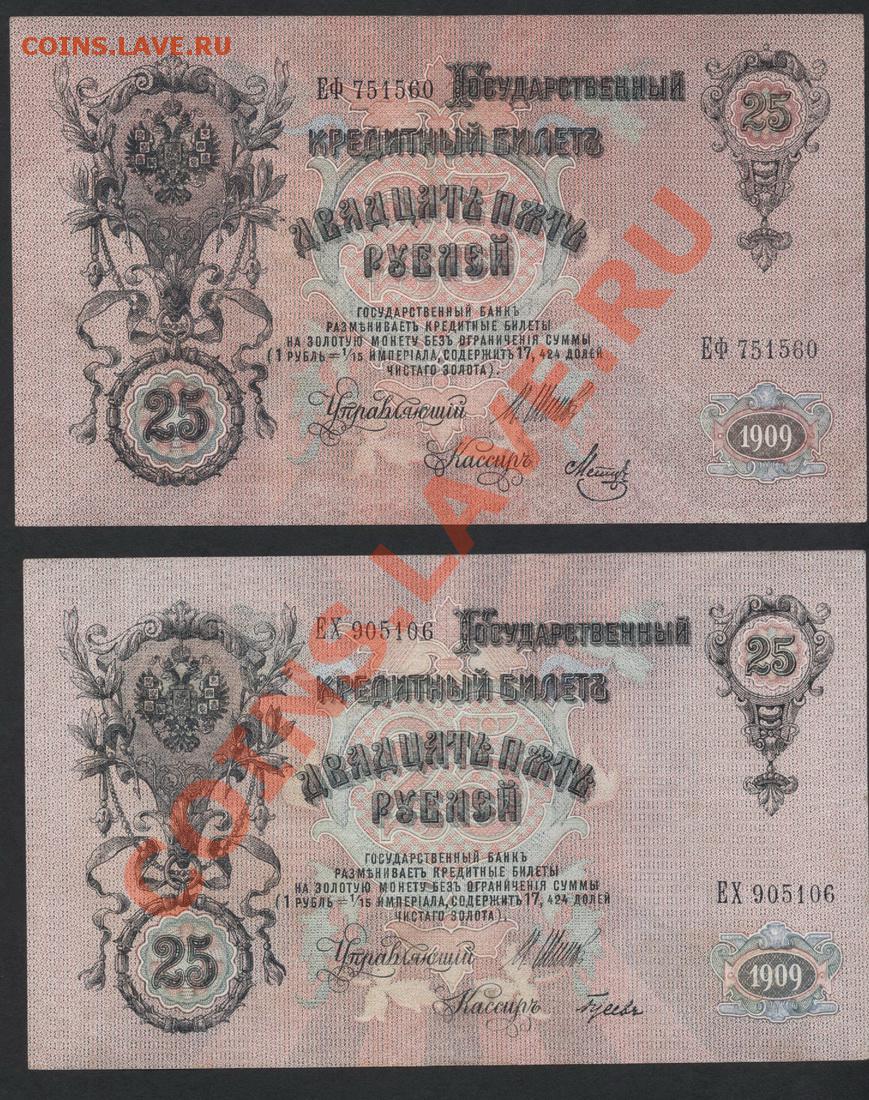 COINS.LAVE.RU
ЕФ 751560 Государственный
25
кредитный билетъ
двадцать пять
рублей
Государственный банкъ
размѣниваетъ кредитные билеты
на золотую монету безъ ограниченія суммы
(1 рубль = 1/15 имперіала, содержитъ 17,424 долей
чистаго золота).
ЕФ 751560
25
Управляющій
1909
Кассиръ
COINS.LAVE.RU
ЕХ 905106 Государственный
25
кредитный билетъ
двадцать пять
рублей
Государственный банкъ
размѣниваетъ кредитные билеты
на золотую монету безъ ограниченія суммы
(1 рубль = 1/15 имперіала, содержитъ 17,424 долей
чистаго золота).
ЕХ 905106
25
Управляющій
1909
Кассиръ